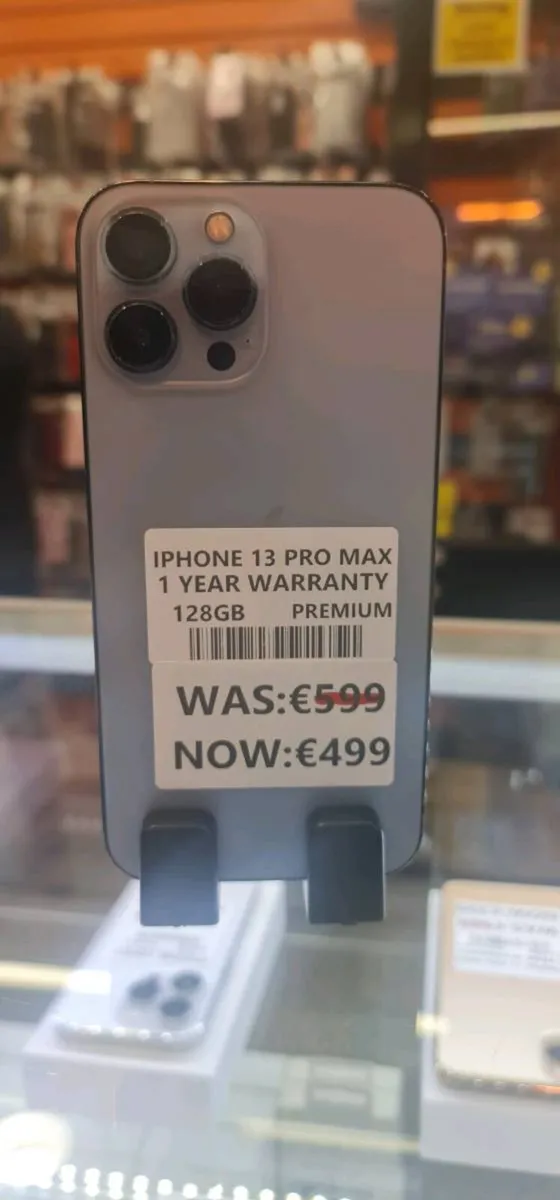 IPHONE 13 PRO MAX
1 YEAR WARRANTY
128GB PREMIUM
WAS:€599
NOW:€499